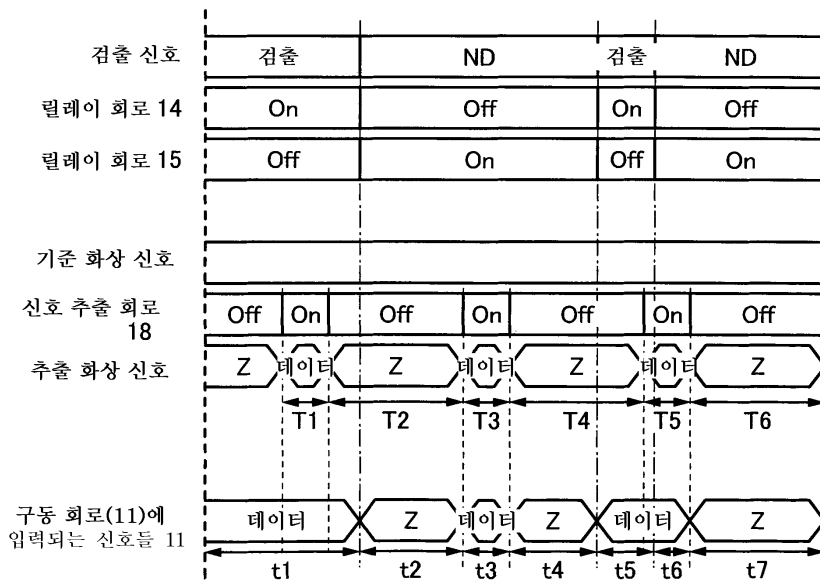 검출 신호 검출 ND 검출 ND
릴레이 회로 14 On Off On Off
릴레이 회로 15 Off On Off On
기준 화상 신호
신호 추출 회로 18 Off On Off On Off On Off
추출 화상 신호 Z 데이터 Z 데이터 Z 데이터 Z
T1 T2 T3 T4 T5 T6
구동 회로(11)에 데이터 Z 데이터 Z 데이터 Z
입력되는 신호들 11
t1 t2 t3 t4 t5 t6 t7